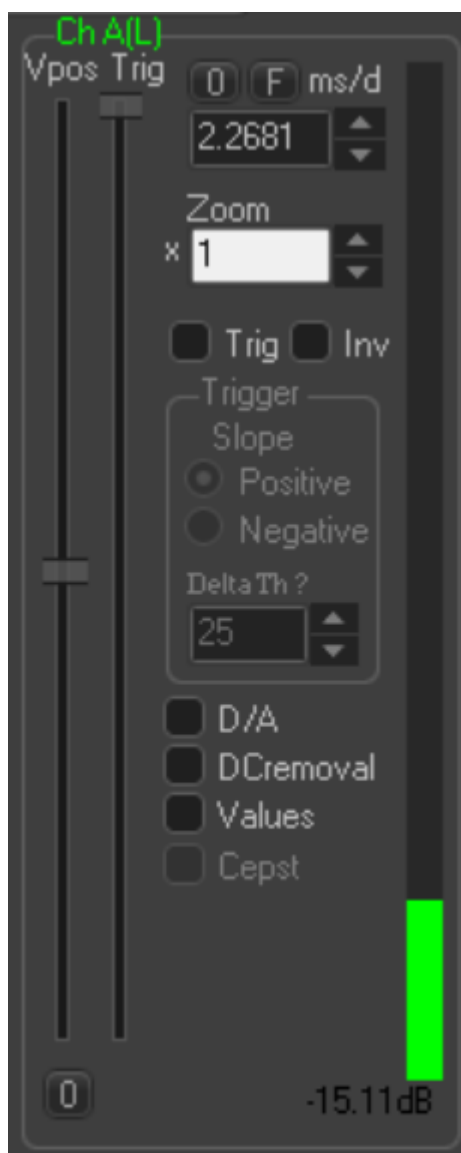 Ch A(L)
Vpos Trig 0 F ms/d
2.2681
Zoom
x 1
Trig Inv
Trigger
Slope
Positive
Negative
Delta Th ?
25
D/A
DCremoval
Values
Cepst
0 -15.11dB